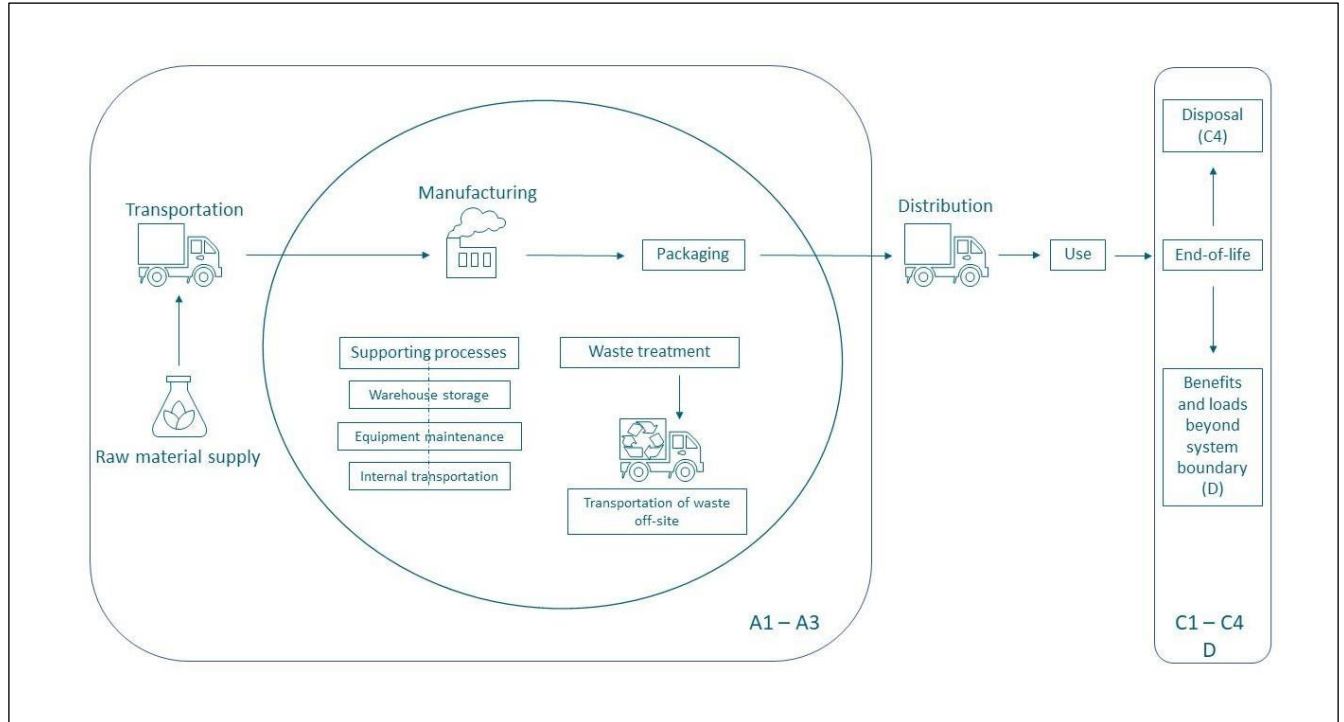 Transportation
Raw material supply
Manufacturing
Packaging
Supporting processes
Warehouse storage
Equipment maintenance
Internal transportation
Waste treatment
Transportation of waste
off-site
A1 – A3
Distribution
Use
Disposal
(C4)
End-of-life
Benefits
and loads
beyond
system
boundary
(D)
C1 – C4
D